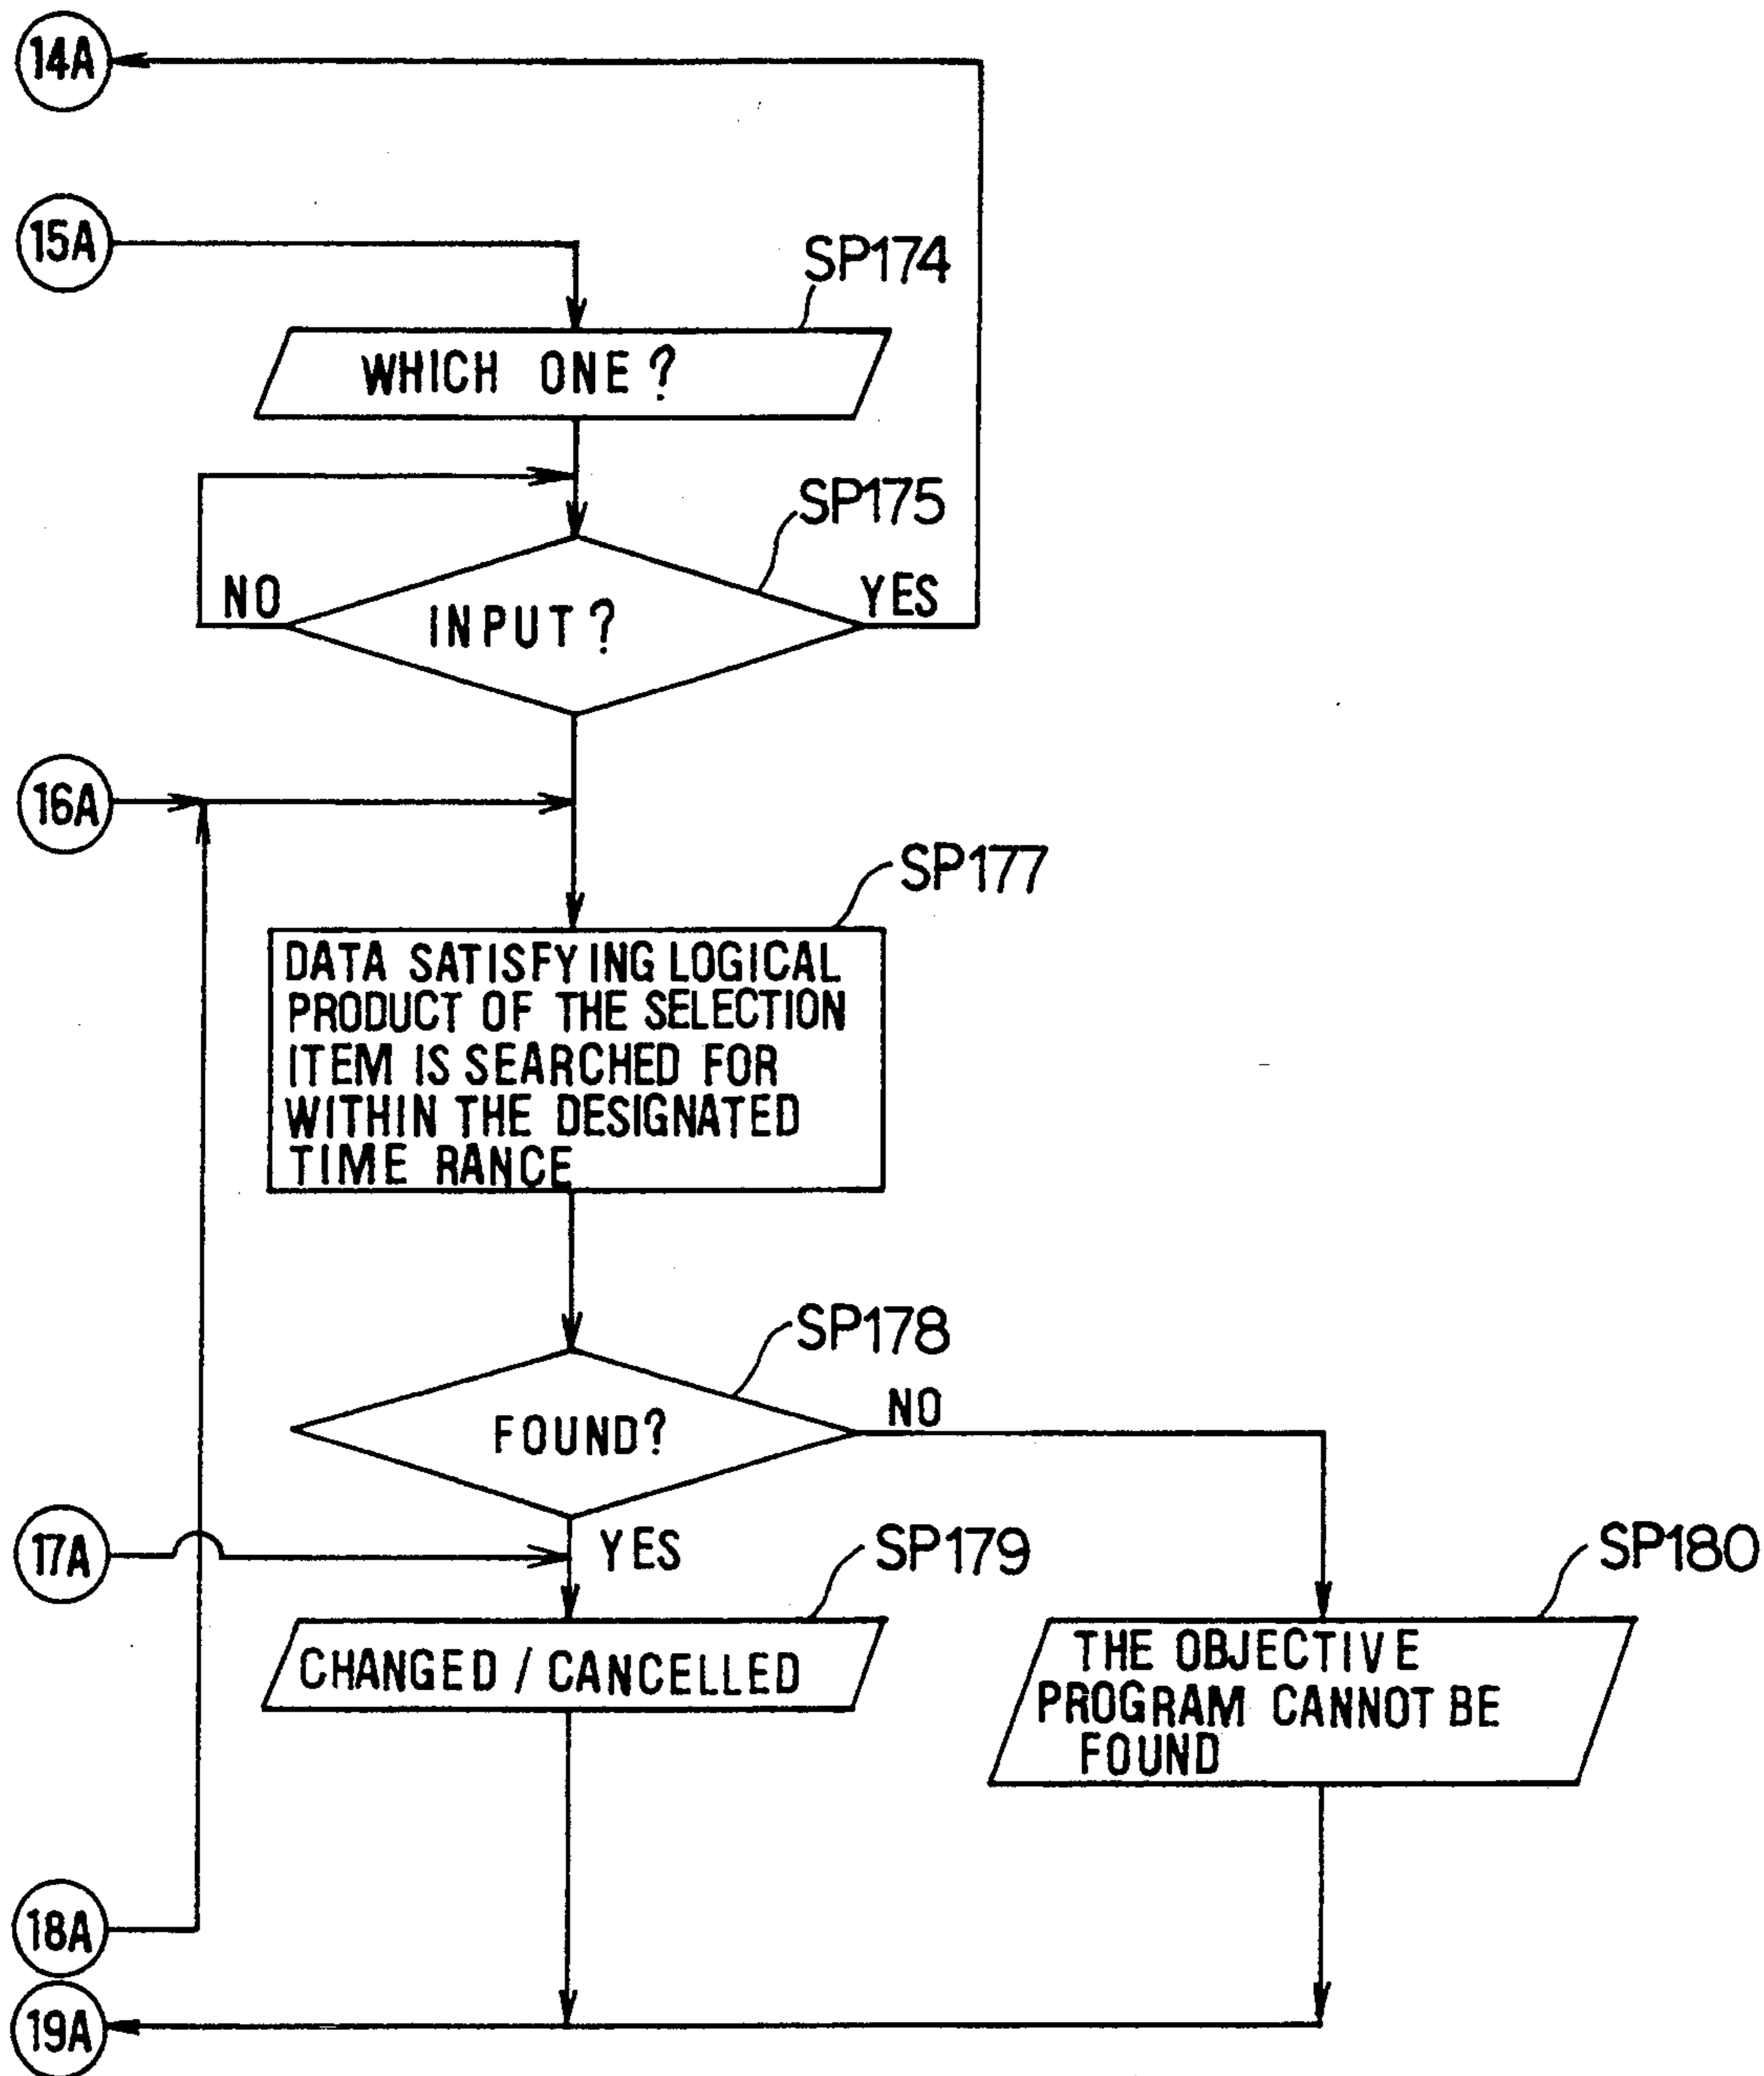 14A
15A
SP174
WHICH ONE?
SP175
NO
YES
INPUT?
16A
SP177
DATA SATISFYING LOGICAL
PRODUCT OF THE SELECTION
ITEM IS SEARCHED FOR
WITHIN THE DESIGNATED
TIME RANCE
SP178
NO
FOUND?
17A
YES
SP179
SP180
CHANGED / CANCELLED
THE OBJECTIVE
PROGRAM CANNOT BE
FOUND
18A
19A